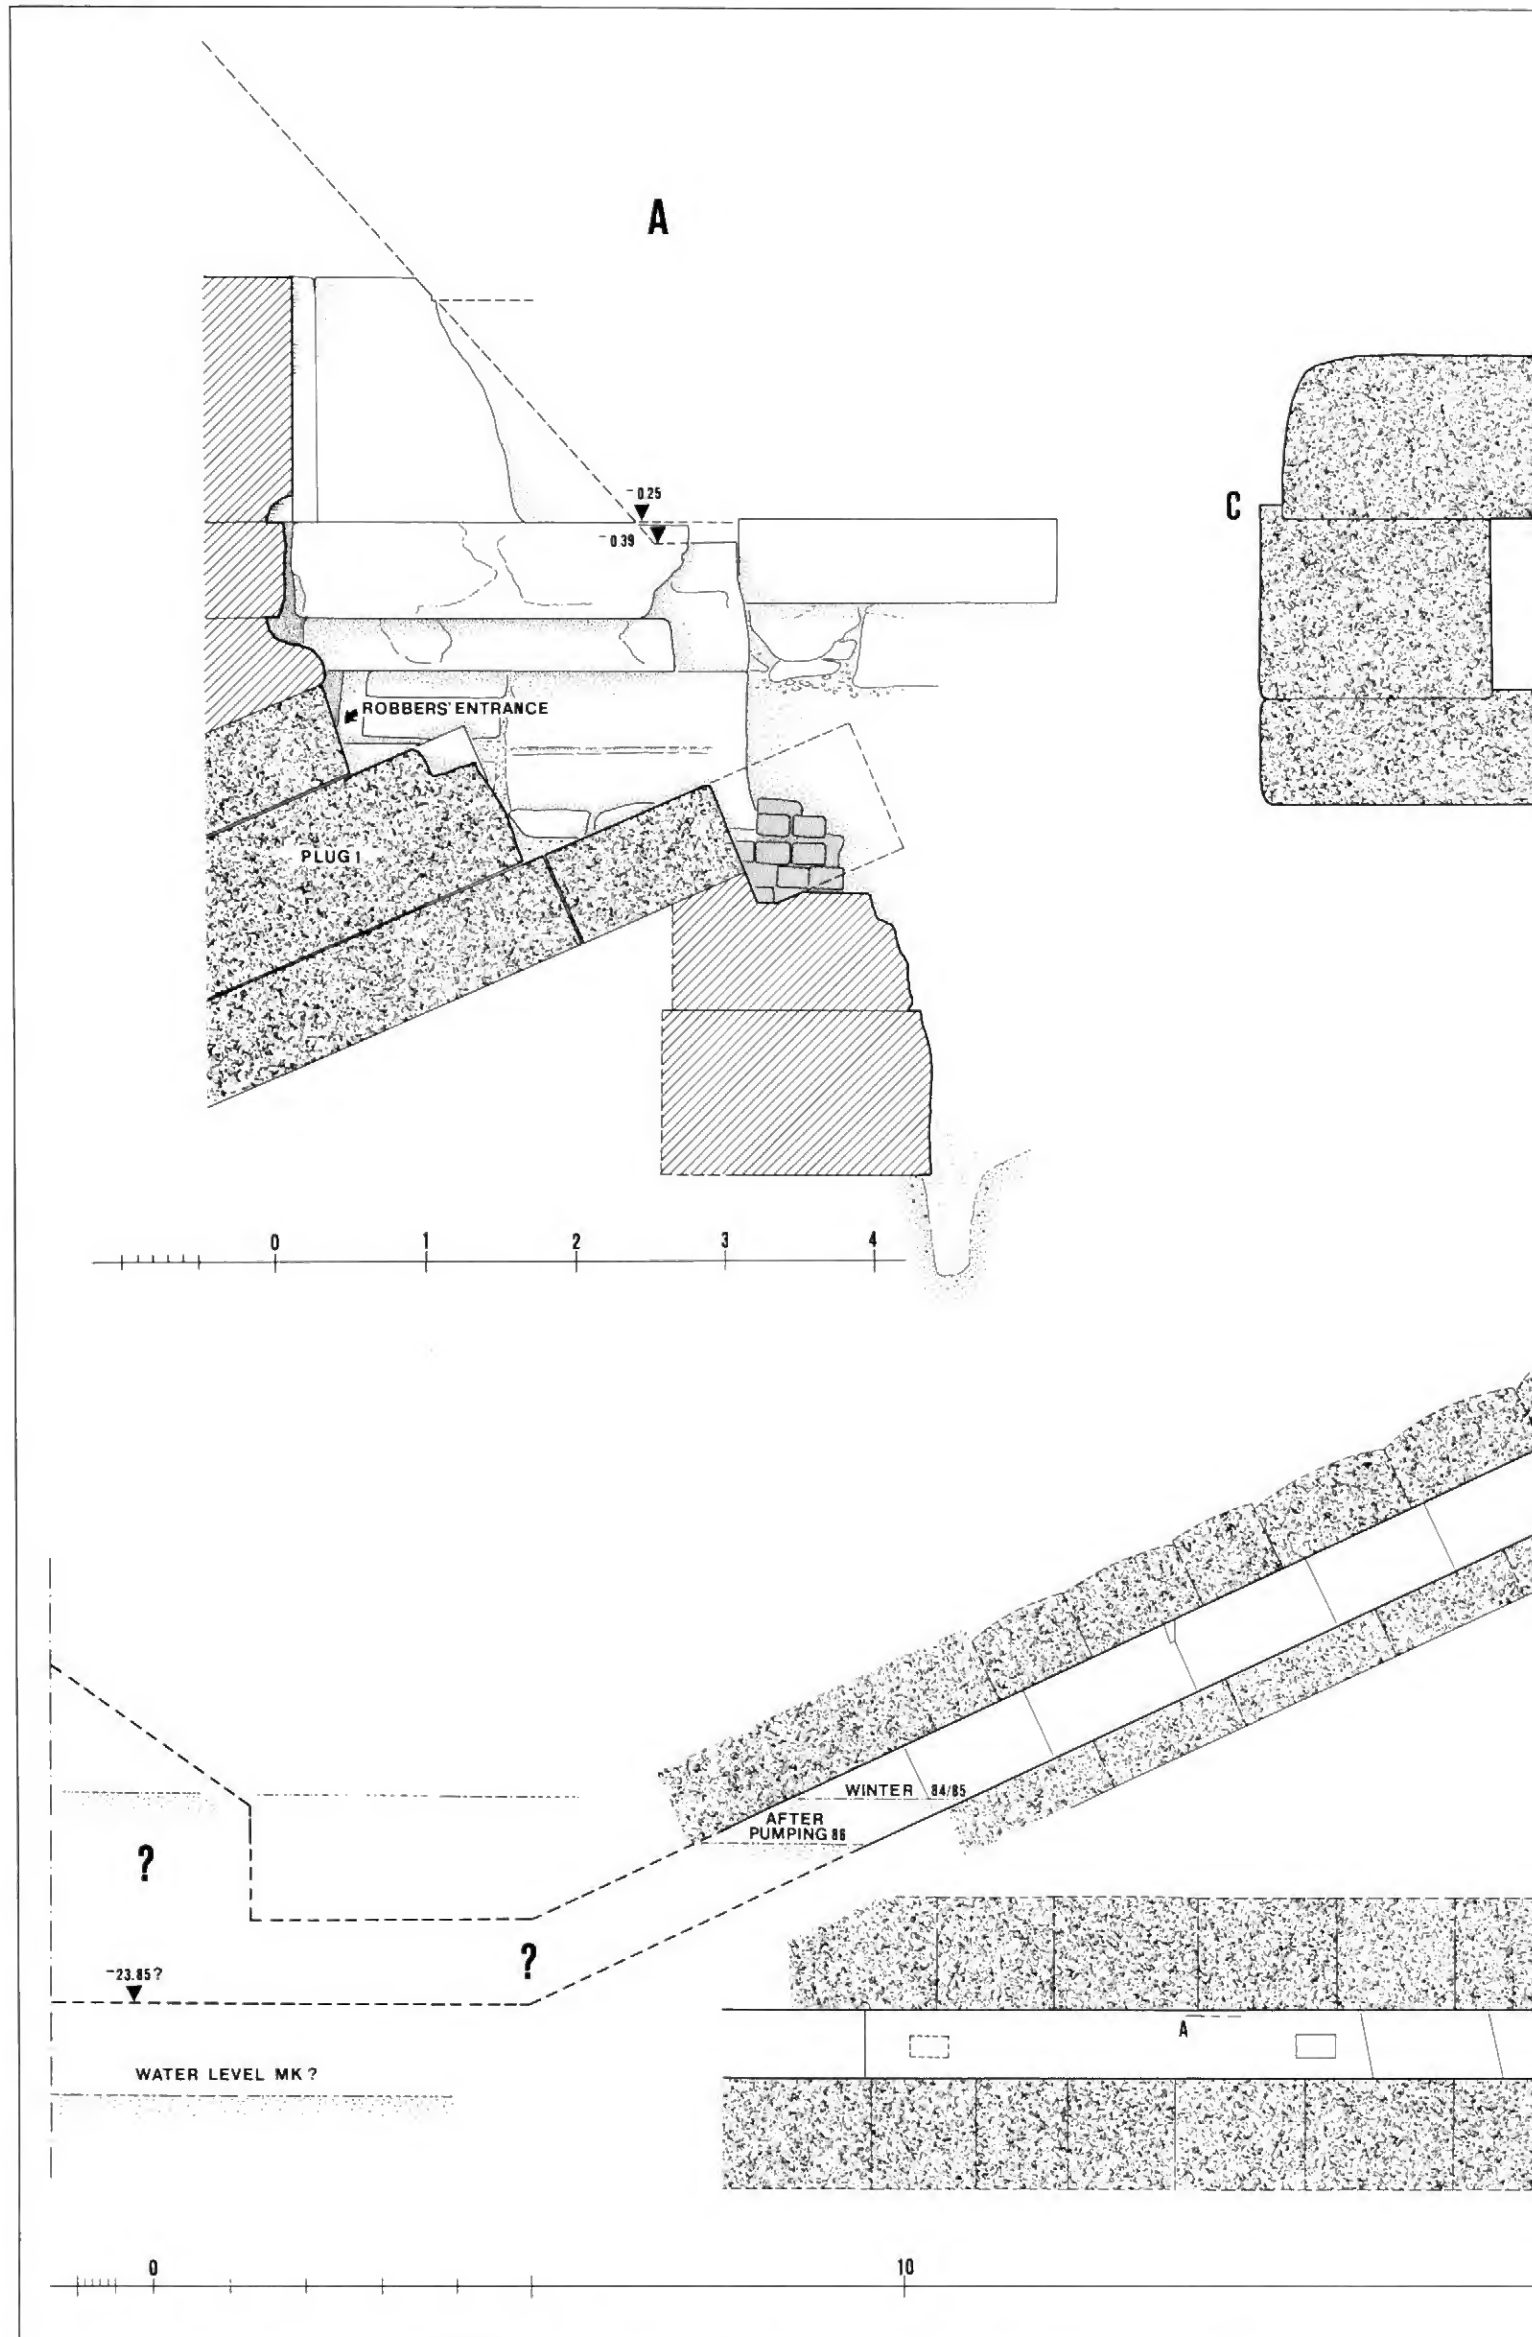 A
-0.25
-0.39
C
ROBBERS' ENTRANCE
PLUG 1
0 1 2 3 4
WINTER 84/85
AFTER
PUMPING 86
?
?
-23.85?
A
WATER LEVEL MK ?
0 10